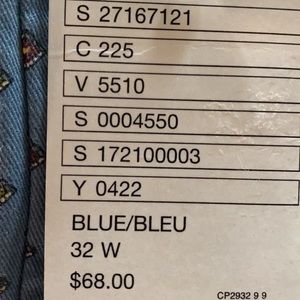 S 27167121
C 225
V 5510
S 0004550
S 172100003
Y 0422
BLUE/BLEU
32 W
$68.00
CP2932 9 9